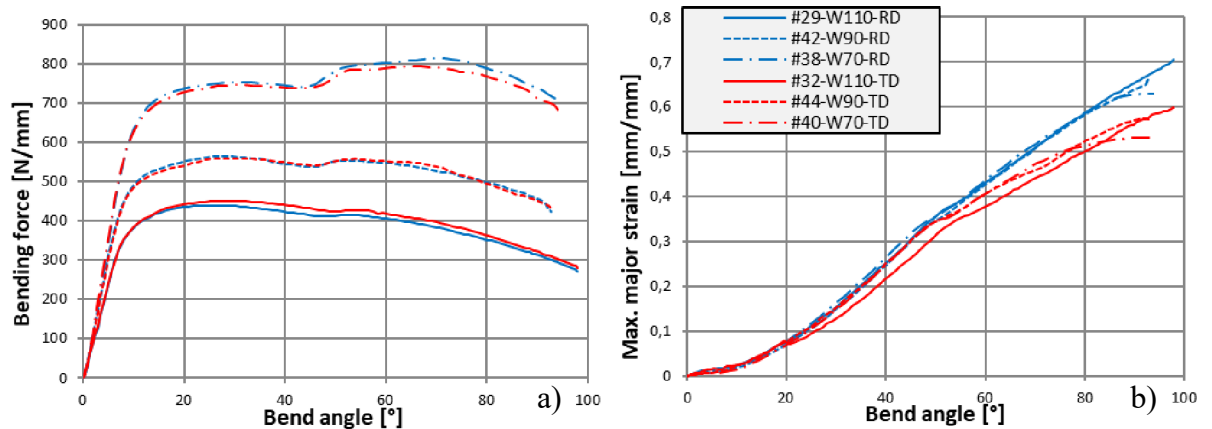 Bending force [N/mm]
900
800
700
600
500
400
300
200
100
0
0 20 40 60 80 100
Bend angle [°]
a)
Max. major strain [mm/mm]
0,8
0,7
0,6
0,5
0,4
0,3
0,2
0,1
0
#29-W110-RD
#42-W90-RD
#38-W70-RD
#32-W110-TD
#44-W90-TD
#40-W70-TD
0 20 40 60 80 100
Bend angle [°]
b)